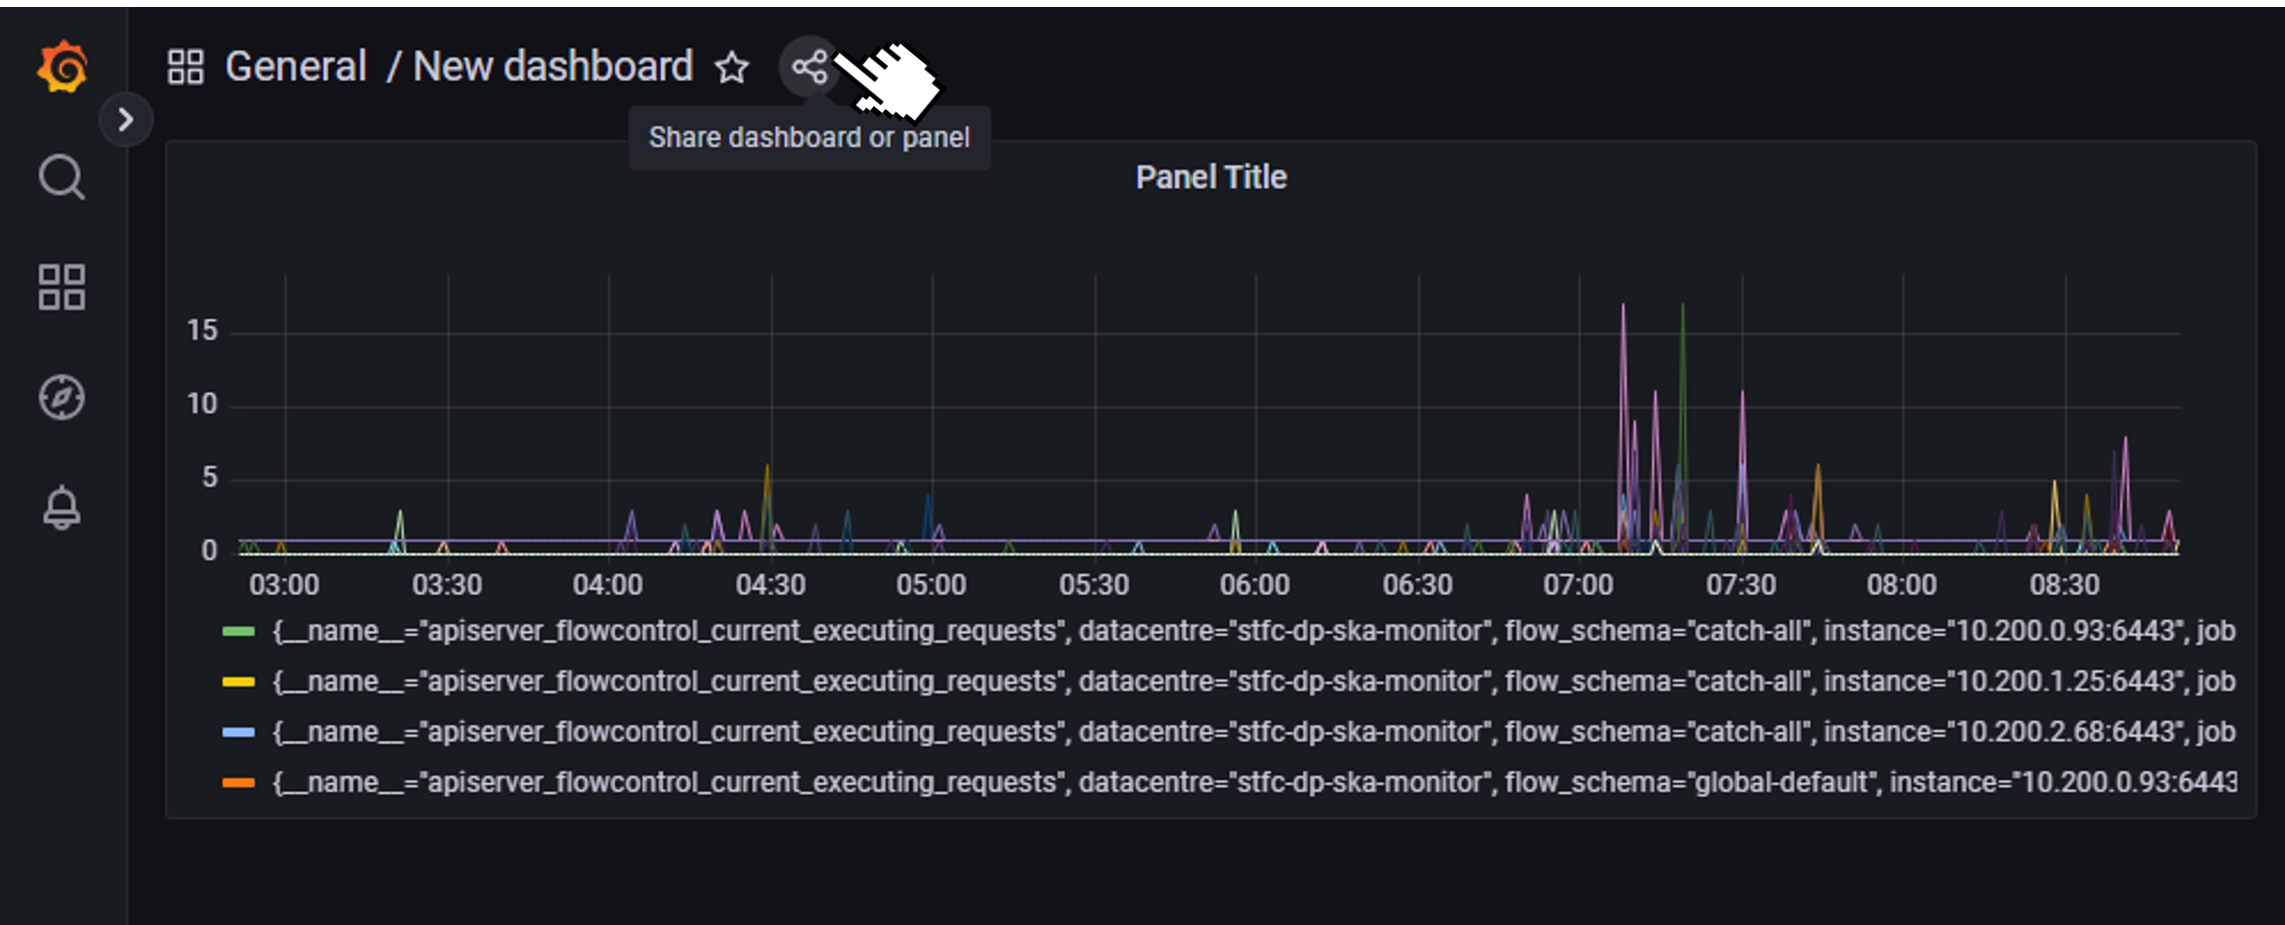 General / New dashboard
Share dashboard or panel
Panel Title
15
10
5
0
03:00 03:30 04:00 04:30 05:00 05:30 06:00 06:30 07:00 07:30 08:00 08:30
{__name__="apiserver_flowcontrol_current_executing_requests", datacentre="stfc-dp-ska-monitor", flow_schema="catch-all", instance="10.200.0.93:6443", job
{__name__="apiserver_flowcontrol_current_executing_requests", datacentre="stfc-dp-ska-monitor", flow_schema="catch-all", instance="10.200.1.25:6443", job
{__name__="apiserver_flowcontrol_current_executing_requests", datacentre="stfc-dp-ska-monitor", flow_schema="catch-all", instance="10.200.2.68:6443", job
{__name__="apiserver_flowcontrol_current_executing_requests", datacentre="stfc-dp-ska-monitor", flow_schema="global-default", instance="10.200.0.93:6443